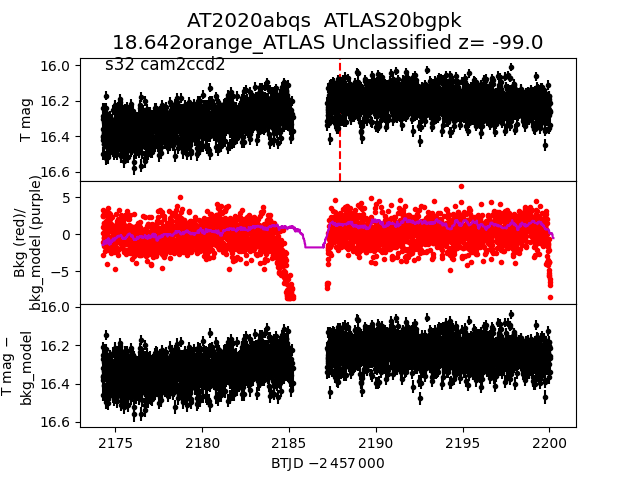 AT2020abqs  ATLAS20bgpk
18.642orange_ATLAS Unclassified z= -99.0
s32 cam2ccd2
16.0
16.2
16.4
16.6
T mag
5
0
−5
Bkg (red)/
bkg_model (purple)
16.0
16.2
16.4
16.6
T mag −
bkg_model
2175
2180
2185
2190
2195
2200
BTJD −2 457 000